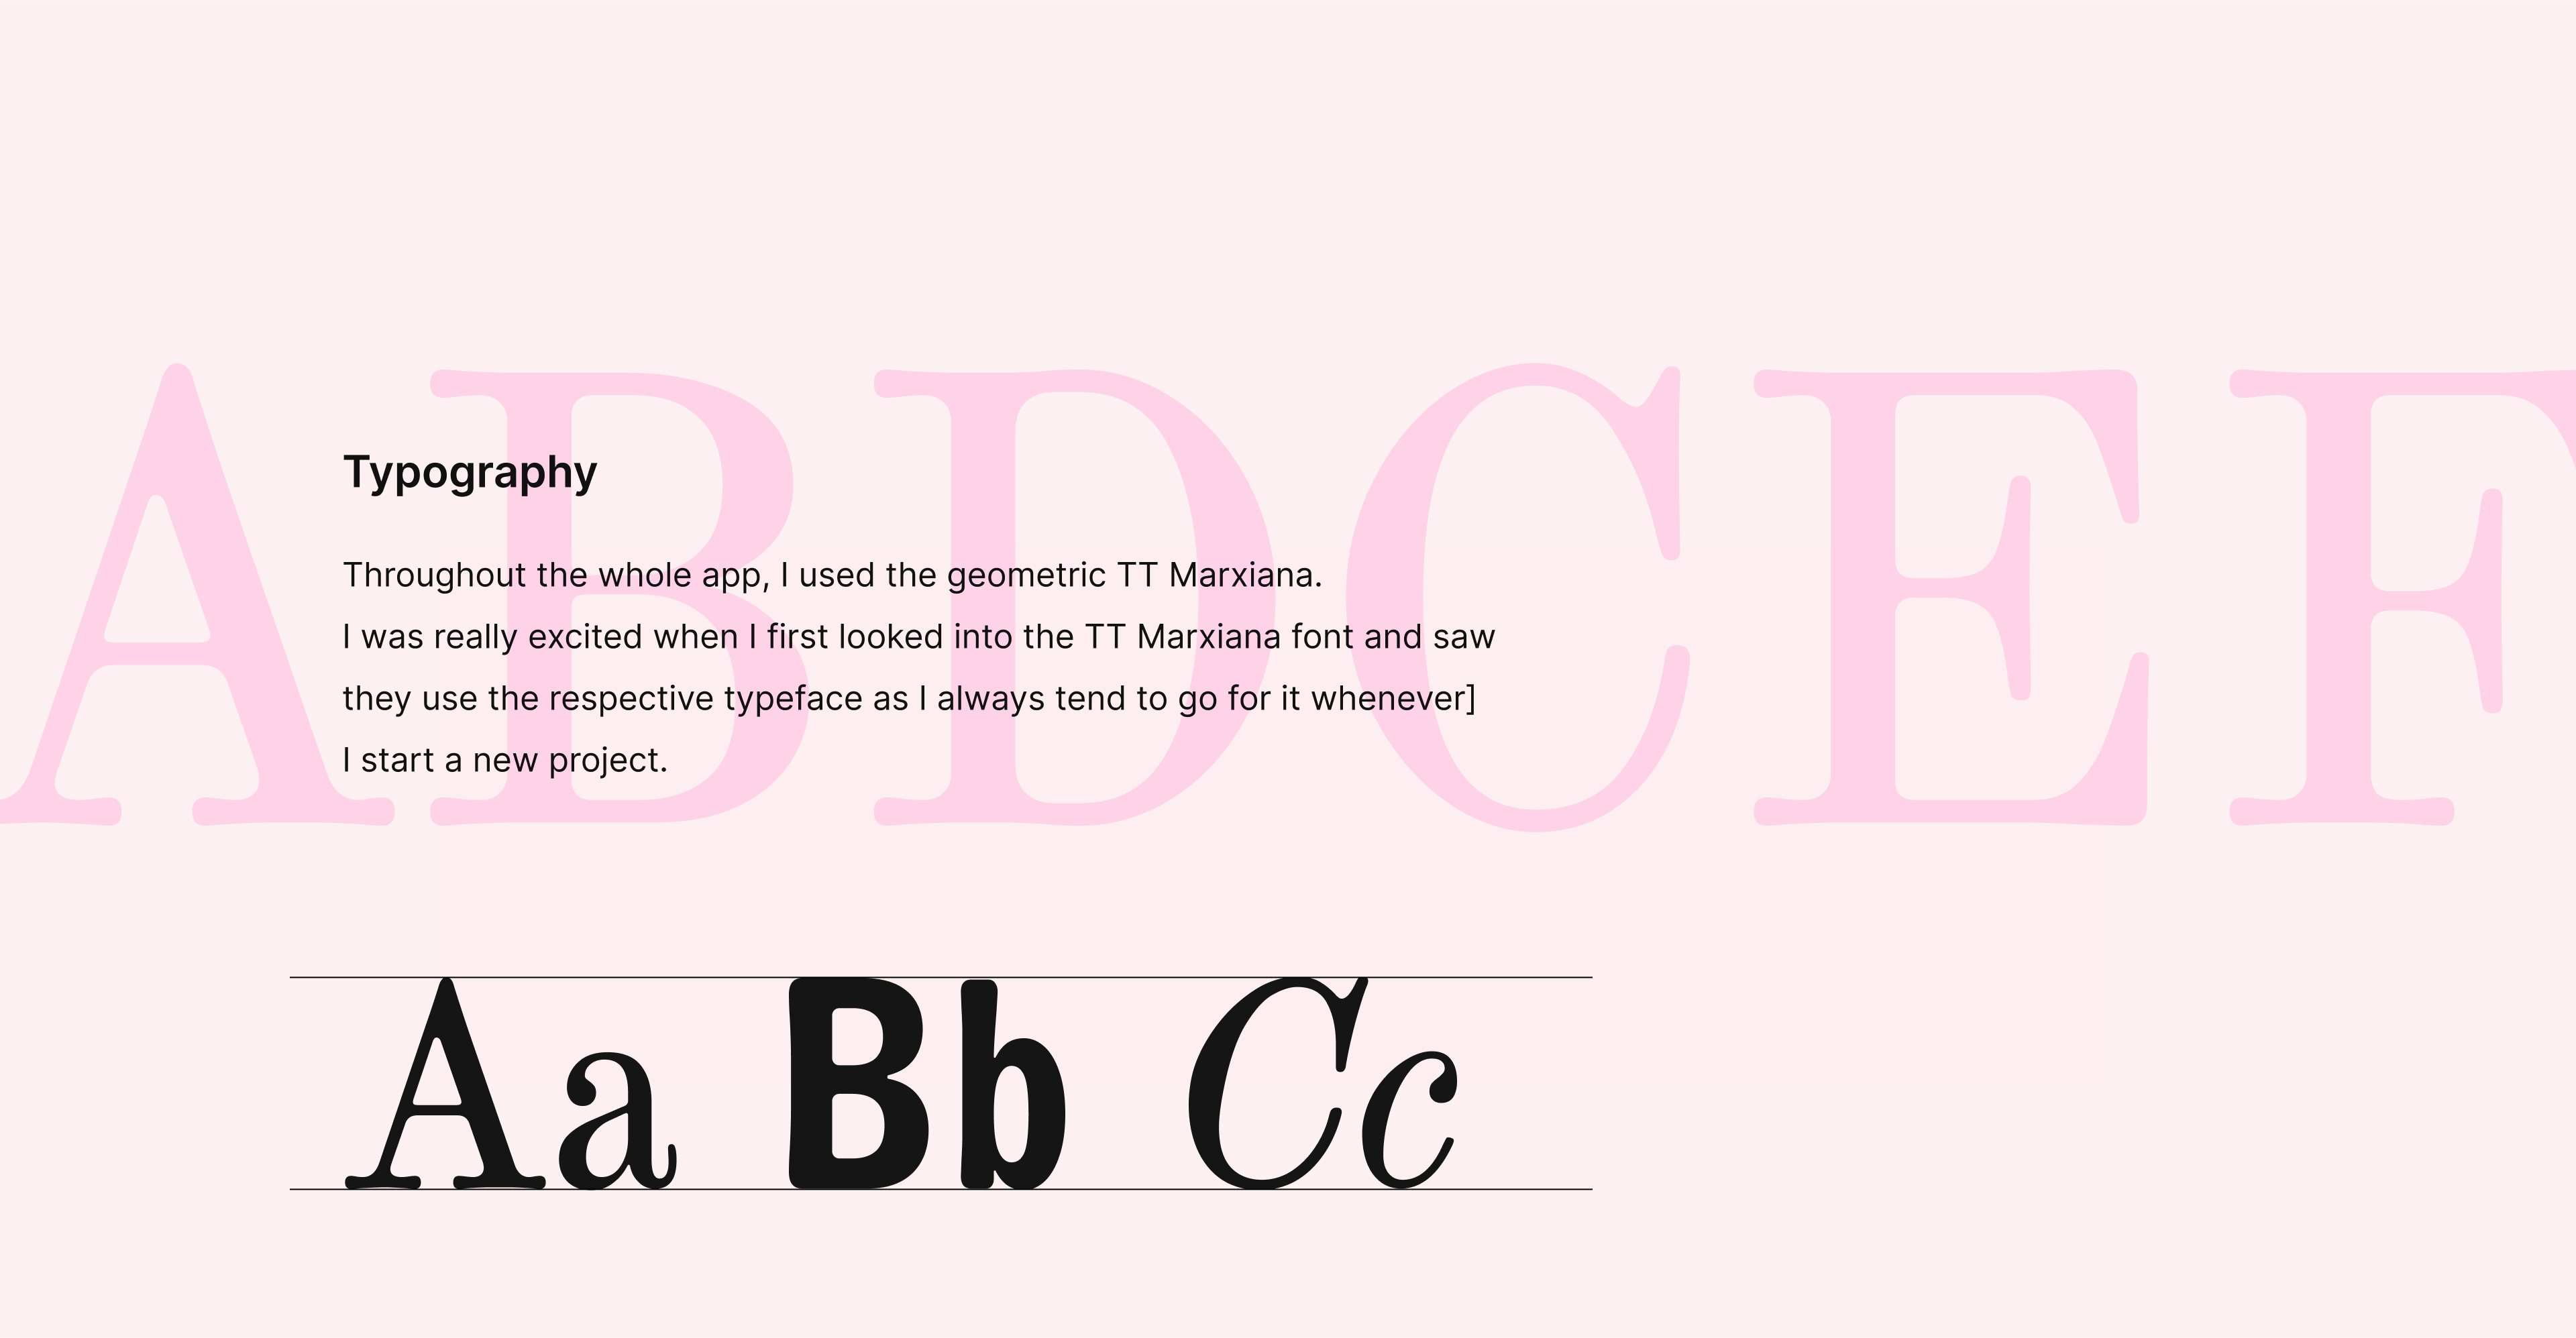 ABDCEF
Typography
Throughout the whole app, I used the geometric TT Marxiana.
I was really excited when I first looked into the TT Marxiana font and saw
they use the respective typeface as I always tend to go for it whenever]
I start a new project.
Aa Bb Cc